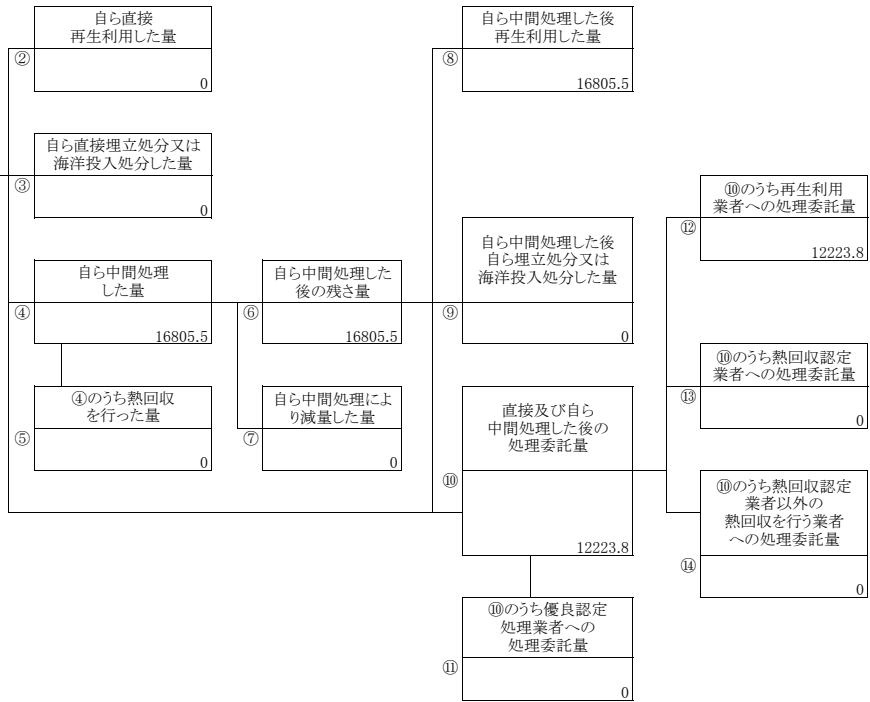 自ら直接
再生利用した量
②
0
自ら直接埋立処分又は
海洋投入処分した量
③
0
自ら中間処理
した量
④
16805.5
④のうち熱回収
を行った量
⑤
0
自ら中間処理した
後の残さ量
⑥
16805.5
自ら中間処理によ
り減量した量
⑦
0
自ら中間処理した後
再生利用した量
⑧
16805.5
自ら中間処理した後
自ら埋立処分又は
海洋投入処分した量
⑨
0
直接及び自ら
中間処理した後の
処理委託量
⑩
12223.8
⑩のうち優良認定
処理業者への
処理委託量
⑪
0
⑩のうち再生利用
業者への処理委託量
⑫
12223.8
⑩のうち熱回収認定
業者への処理委託量
⑬
0
⑩のうち熱回収認定
業者以外の
熱回収を行う業者
への処理委託量
⑭
0